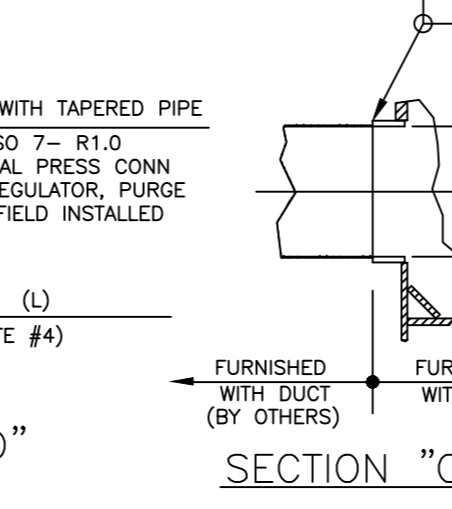 WITH TAPERED PIPE
SO 7- R1.0
AL PRESS CONN
EGULATOR, PURGE
FIELD INSTALLED
(L)
TE #4)
)"
FURNISHED
WITH DUCT
(BY OTHERS)
FUR
WIT
SECTION "C